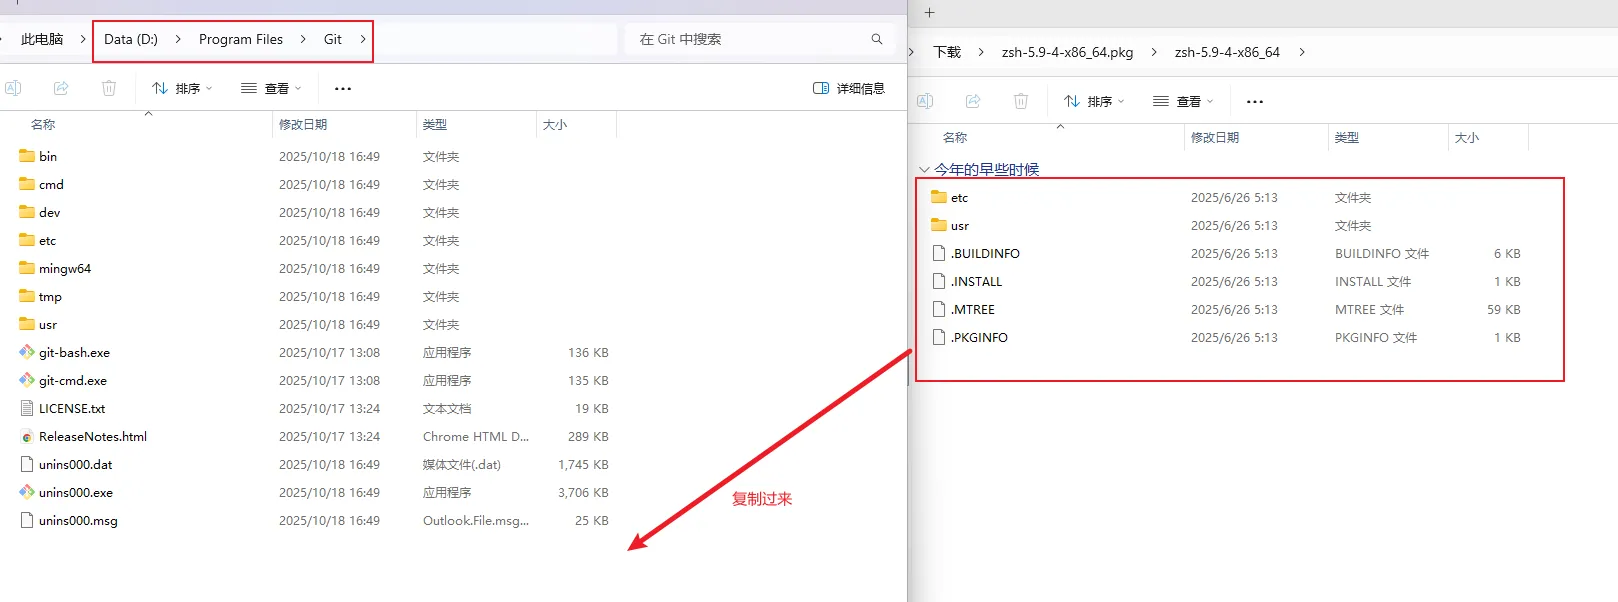 此电脑 > Data (D:) > Program Files > Git >
在 Git 中搜索
排序
查看
···
详细信息
名称 修改日期 类型 大小
bin 2025/10/18 16:49 文件夹
cmd 2025/10/18 16:49 文件夹
dev 2025/10/18 16:49 文件夹
etc 2025/10/18 16:49 文件夹
mingw64 2025/10/18 16:49 文件夹
tmp 2025/10/18 16:49 文件夹
usr 2025/10/18 16:49 文件夹
git-bash.exe 2025/10/17 13:08 应用程序 136 KB
git-cmd.exe 2025/10/17 13:08 应用程序 135 KB
LICENSE.txt 2025/10/17 13:24 文本文档 19 KB
ReleaseNotes.html 2025/10/17 13:24 Chrome HTML D... 289 KB
unins000.dat 2025/10/18 16:49 媒体文件(.dat) 1,745 KB
unins000.exe 2025/10/18 16:49 应用程序 3,706 KB
unins000.msg 2025/10/18 16:49 Outlook.File.msg... 25 KB
复制过来
下载 > zsh-5.9-4-x86_64.pkg > zsh-5.9-4-x86_64 >
排序
查看
···
名称 修改日期 类型 大小
今年的早些时候
etc 2025/6/26 5:13 文件夹
usr 2025/6/26 5:13 文件夹
.BUILDINFO 2025/6/26 5:13 BUILDINFO 文件 6 KB
.INSTALL 2025/6/26 5:13 INSTALL 文件 1 KB
.MTREE 2025/6/26 5:13 MTREE 文件 59 KB
.PKGINFO 2025/6/26 5:13 PKGINFO 文件 1 KB